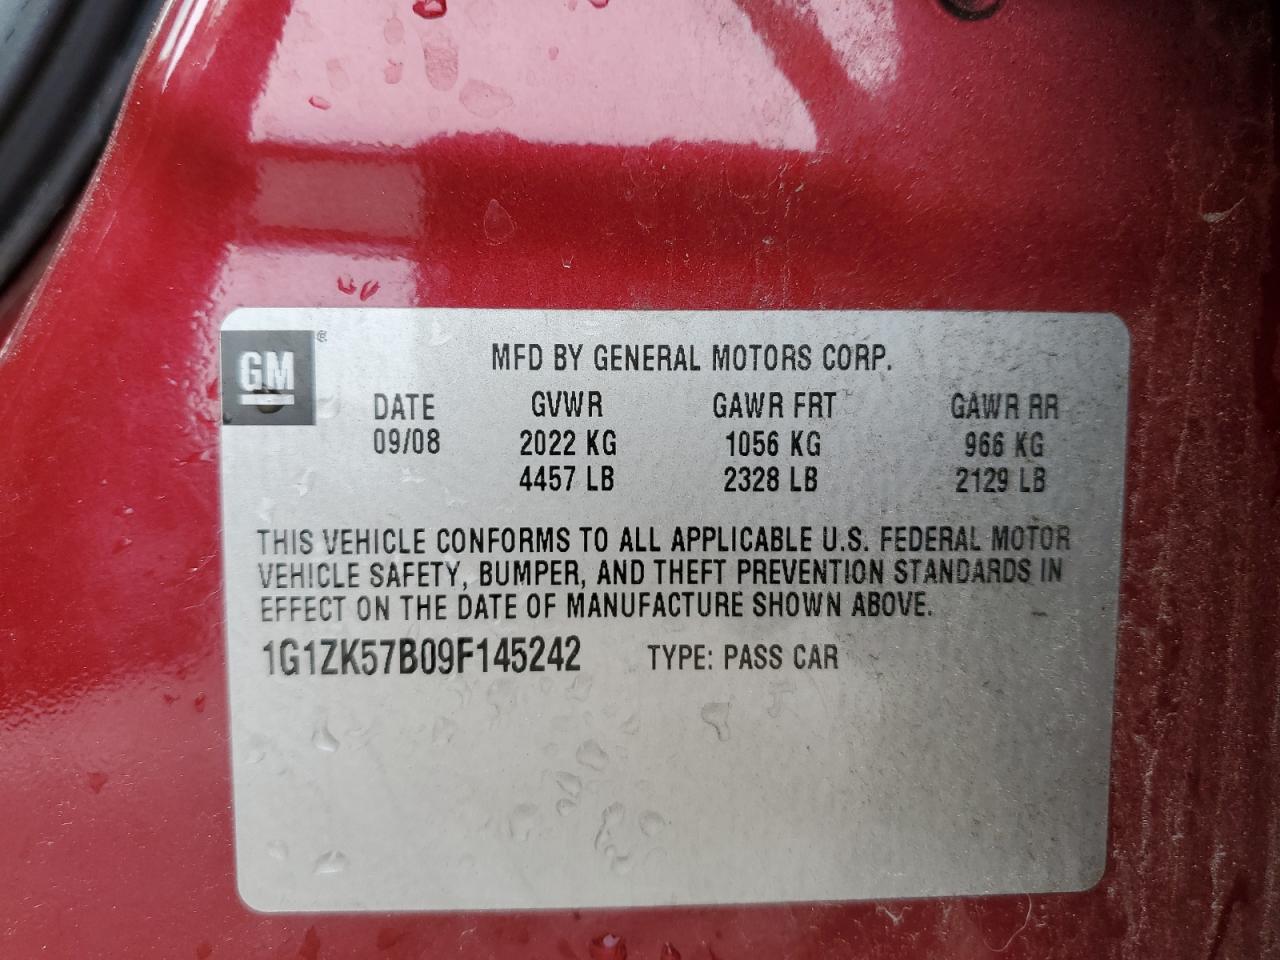 GM®
MFD BY GENERAL MOTORS CORP.
DATE GVWR GAWR FRT GAWR RR
09/08 2022 KG 1056 KG 966 KG
4457 LB 2328 LB 2129 LB
THIS VEHICLE CONFORMS TO ALL APPLICABLE U.S. FEDERAL MOTOR
VEHICLE SAFETY, BUMPER, AND THEFT PREVENTION STANDARDS IN
EFFECT ON THE DATE OF MANUFACTURE SHOWN ABOVE.
1G1ZK57B09F145242 TYPE: PASS CAR